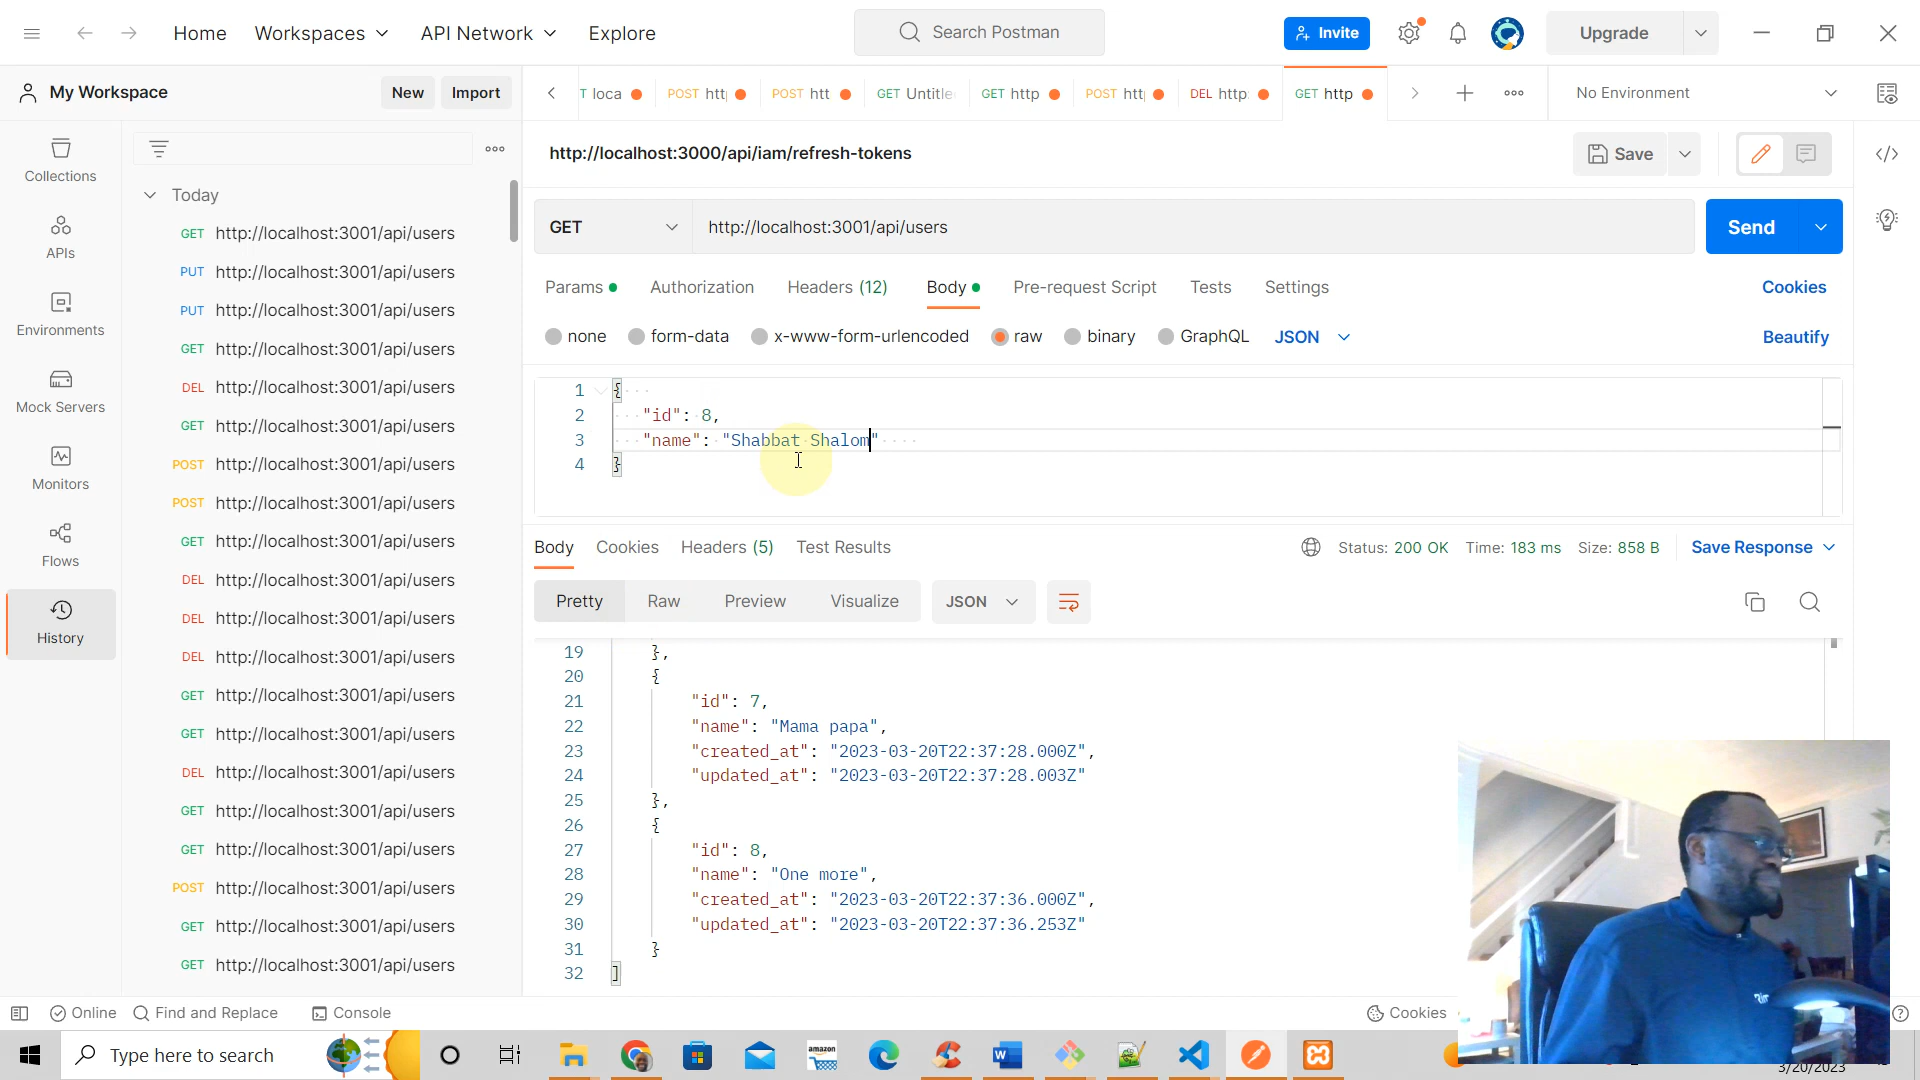 Home Workspaces API Network Explore Search Postman Invite Upgrade
My Workspace New Import T loca POST htt POST htt GET Untitle GET http POST htt DEL http GET http No Environment
http://localhost:3000/api/iam/refresh-tokens Save
Collections
APIs
Environments
Mock Servers
Monitors
Flows
History
Today
GET http://localhost:3001/api/users
PUT http://localhost:3001/api/users
PUT http://localhost:3001/api/users
GET http://localhost:3001/api/users
DEL http://localhost:3001/api/users
GET http://localhost:3001/api/users
POST http://localhost:3001/api/users
POST http://localhost:3001/api/users
GET http://localhost:3001/api/users
DEL http://localhost:3001/api/users
DEL http://localhost:3001/api/users
DEL http://localhost:3001/api/users
GET http://localhost:3001/api/users
GET http://localhost:3001/api/users
DEL http://localhost:3001/api/users
GET http://localhost:3001/api/users
GET http://localhost:3001/api/users
POST http://localhost:3001/api/users
GET http://localhost:3001/api/users
GET http://localhost:3001/api/users
GET http://localhost:3001/api/users Send
Params Authorization Headers (12) Body Pre-request Script Tests Settings Cookies
none form-data x-www-form-urlencoded raw binary GraphQL JSON Beautify
1 {
2 "id": 8,
3 "name": "Shabbat Shalom"
4 }
Body Cookies Headers (5) Test Results Status: 200 OK Time: 183 ms Size: 858 B Save Response
Pretty Raw Preview Visualize JSON
19 },
20 {
21 "id": 7,
22 "name": "Mama papa",
23 "created_at": "2023-03-20T22:37:28.000Z",
24 "updated_at": "2023-03-20T22:37:28.003Z"
25 },
26 {
27 "id": 8,
28 "name": "One more",
29 "created_at": "2023-03-20T22:37:36.000Z",
30 "updated_at": "2023-03-20T22:37:36.253Z"
31 }
32 ]
Online Find and Replace Console Cookies
Type here to search amazon 3/20/2023